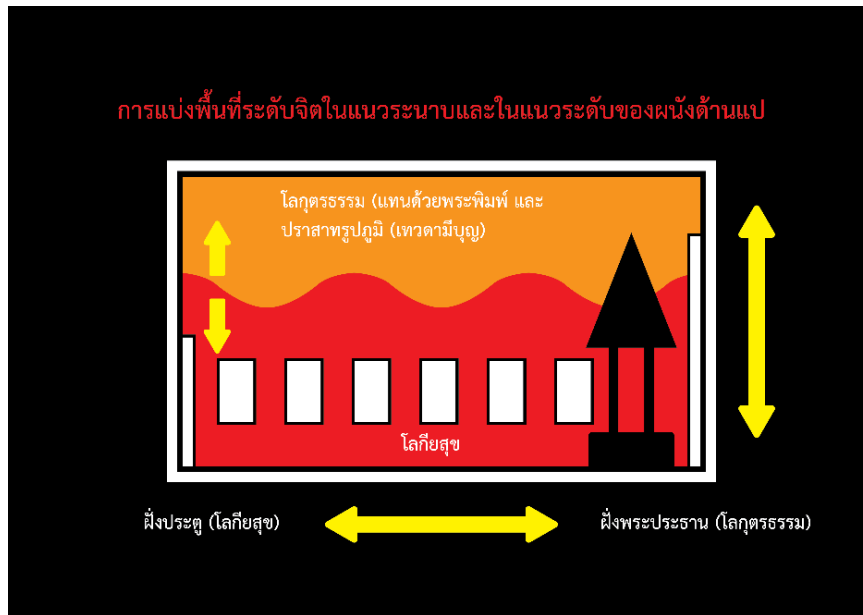 การแบ่งพื้นที่ระดับจิตในแนวระนาบและในแนวระดับของผนังด้านแป
โลกุตรธรรม (แทนด้วยพระพิมพ์ และ
ปราสาทรูปภูมิ (เทวดามีบุญ)
โลกียสุข
ฝั่งประตู (โลกียสุข)
ฝั่งพระประธาน (โลกุตรธรรม)